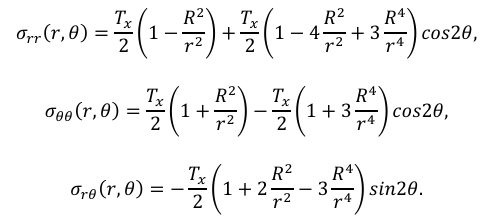 σ_rr(r,θ) = T_x/2 (1 − R²/r²) + T_x/2 (1 − 4 R²/r² + 3 R⁴/r⁴) cos2θ,
σ_θθ(r,θ) = T_x/2 (1 + R²/r²) − T_x/2 (1 + 3 R⁴/r⁴) cos2θ,
σ_rθ(r,θ) = − T_x/2 (1 + 2 R²/r² − 3 R⁴/r⁴) sin2θ.